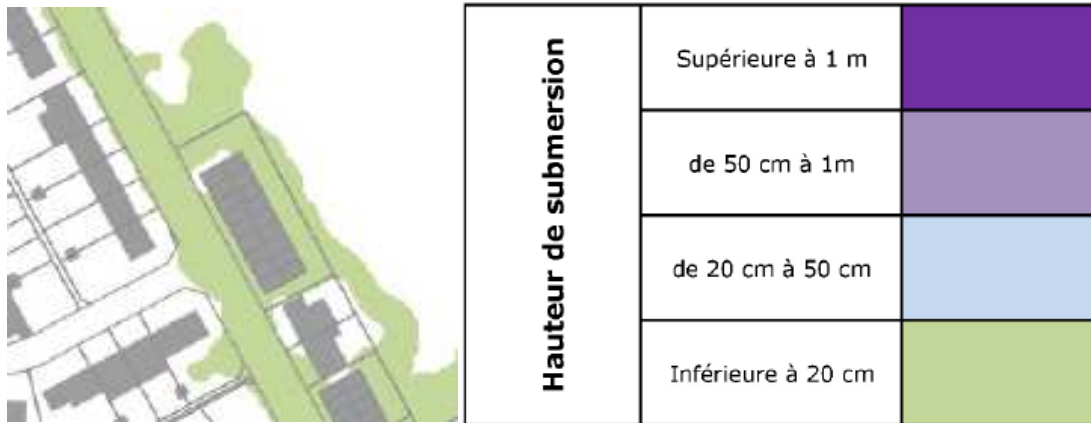 Hauteur de submersion
Supérieure à 1 m
de 50 cm à 1m
de 20 cm à 50 cm
Inférieure à 20 cm